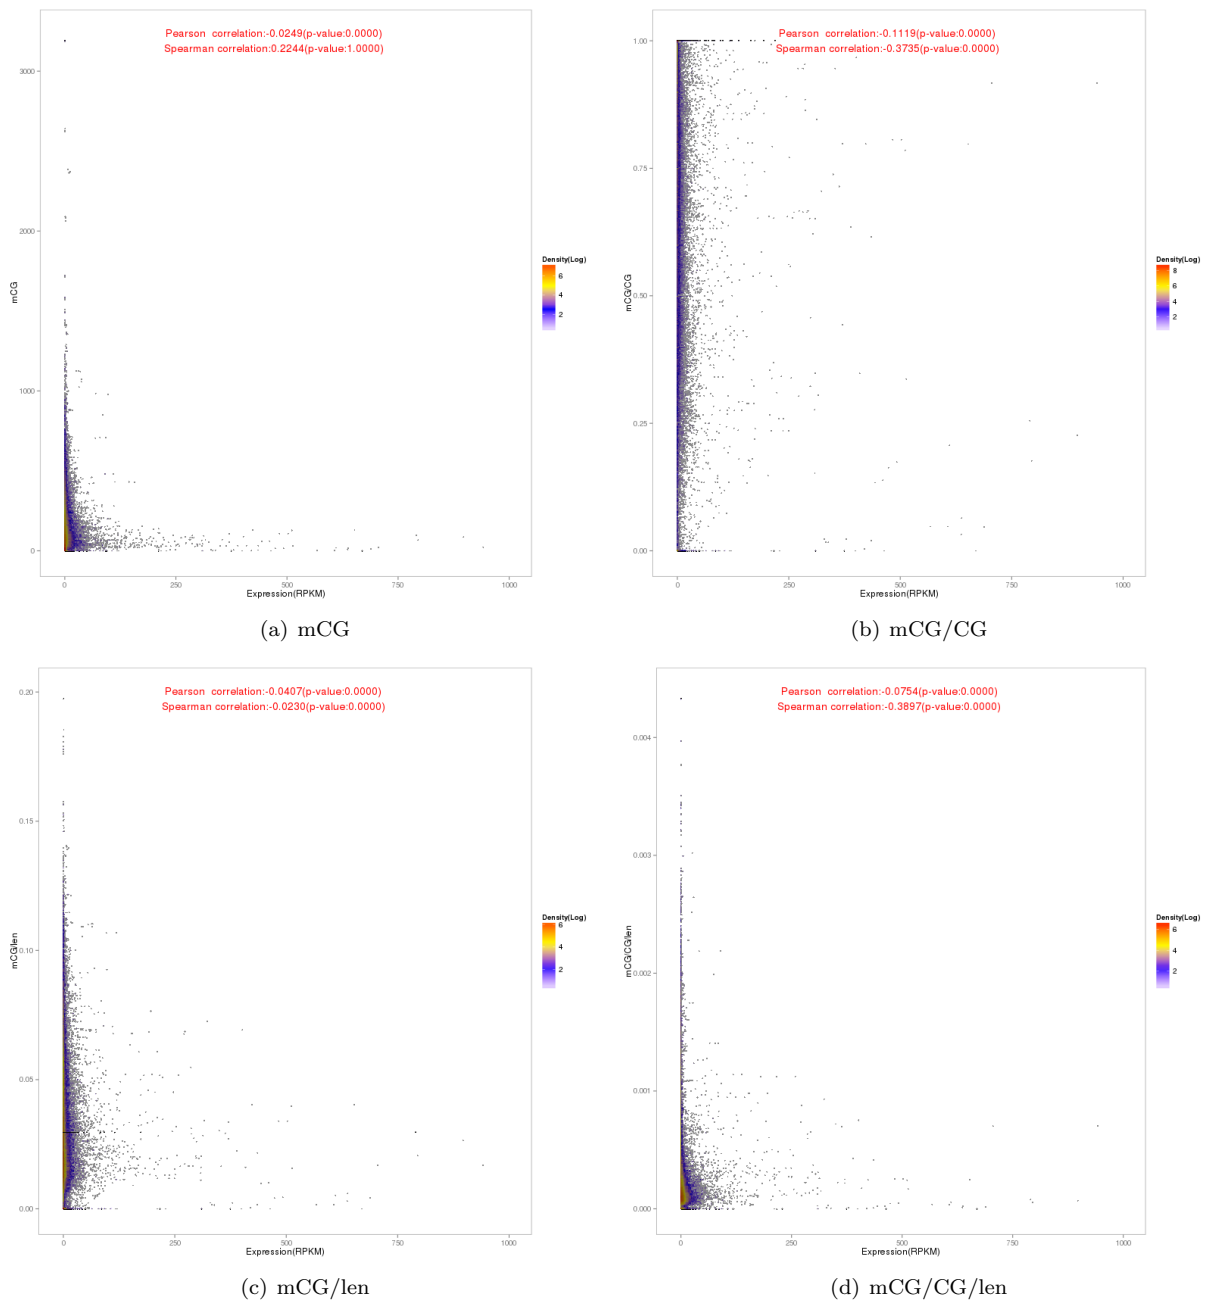 Pearson  correlation:-0.0249(p-value:0.0000)
Spearman correlation:0.2244(p-value:1.0000)
3000
2000
1000
0
mCG
0 250 500 750 1000
Expression(RPKM)
Density(Log)
6
4
2
(a) mCG
Pearson  correlation:-0.1119(p-value:0.0000)
Spearman correlation:-0.3735(p-value:0.0000)
1.00
0.75
0.50
0.25
0.00
mCG/CG
0 250 500 750 1000
Expression(RPKM)
Density(Log)
8
6
4
2
(b) mCG/CG
Pearson  correlation:-0.0407(p-value:0.0000)
Spearman correlation:-0.0230(p-value:0.0000)
0.20
0.15
0.10
0.05
0.00
mCG/len
0 250 500 750 1000
Expression(RPKM)
Density(Log)
6
4
2
(c) mCG/len
Pearson  correlation:-0.0754(p-value:0.0000)
Spearman correlation:-0.3897(p-value:0.0000)
0.004
0.003
0.002
0.001
0.000
mCG/CG/len
0 250 500 750 1000
Expression(RPKM)
Density(Log)
6
4
2
(d) mCG/CG/len